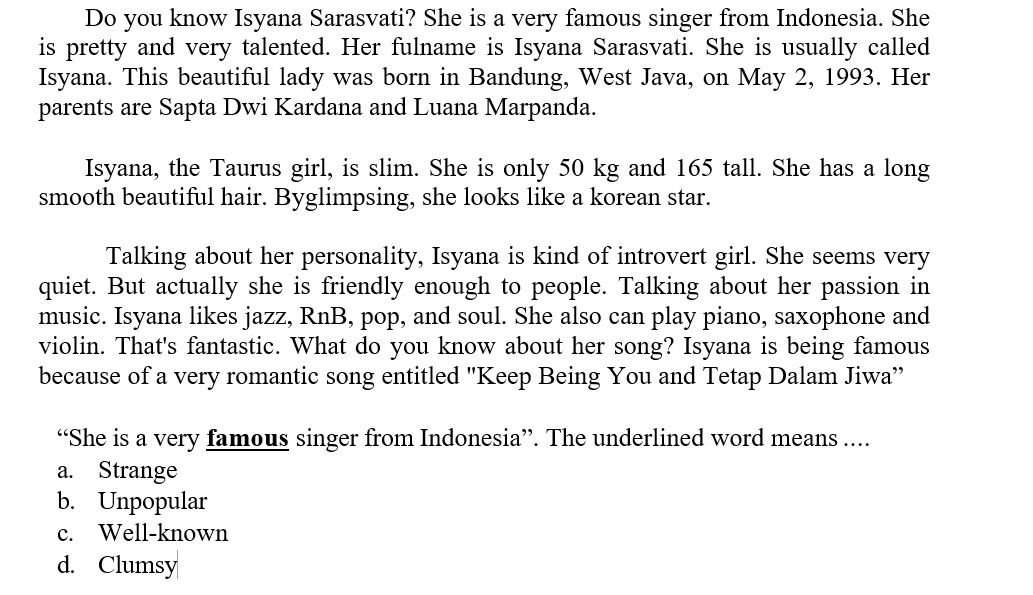 Do you know Isyana Sarasvati? She is a very famous singer from Indonesia. She
is pretty and very talented. Her fulname is Isyana Sarasvati. She is usually called
Isyana. This beautiful lady was born in Bandung, West Java, on May 2, 1993. Her
parents are Sapta Dwi Kardana and Luana Marpanda.
Isyana, the Taurus girl, is slim. She is only 50 kg and 165 tall. She has a long
smooth beautiful hair. Byglimpsing, she looks like a korean star.
Talking about her personality, Isyana is kind of introvert girl. She seems very
quiet. But actually she is friendly enough to people. Talking about her passion in
music. Isyana likes jazz, RnB, pop, and soul. She also can play piano, saxophone and
violin. That's fantastic. What do you know about her song? Isyana is being famous
because of a very romantic song entitled "Keep Being You and Tetap Dalam Jiwa”
“She is a very famous singer from Indonesia”. The underlined word means ....
a. Strange
b. Unpopular
c. Well-known
d. Clumsy